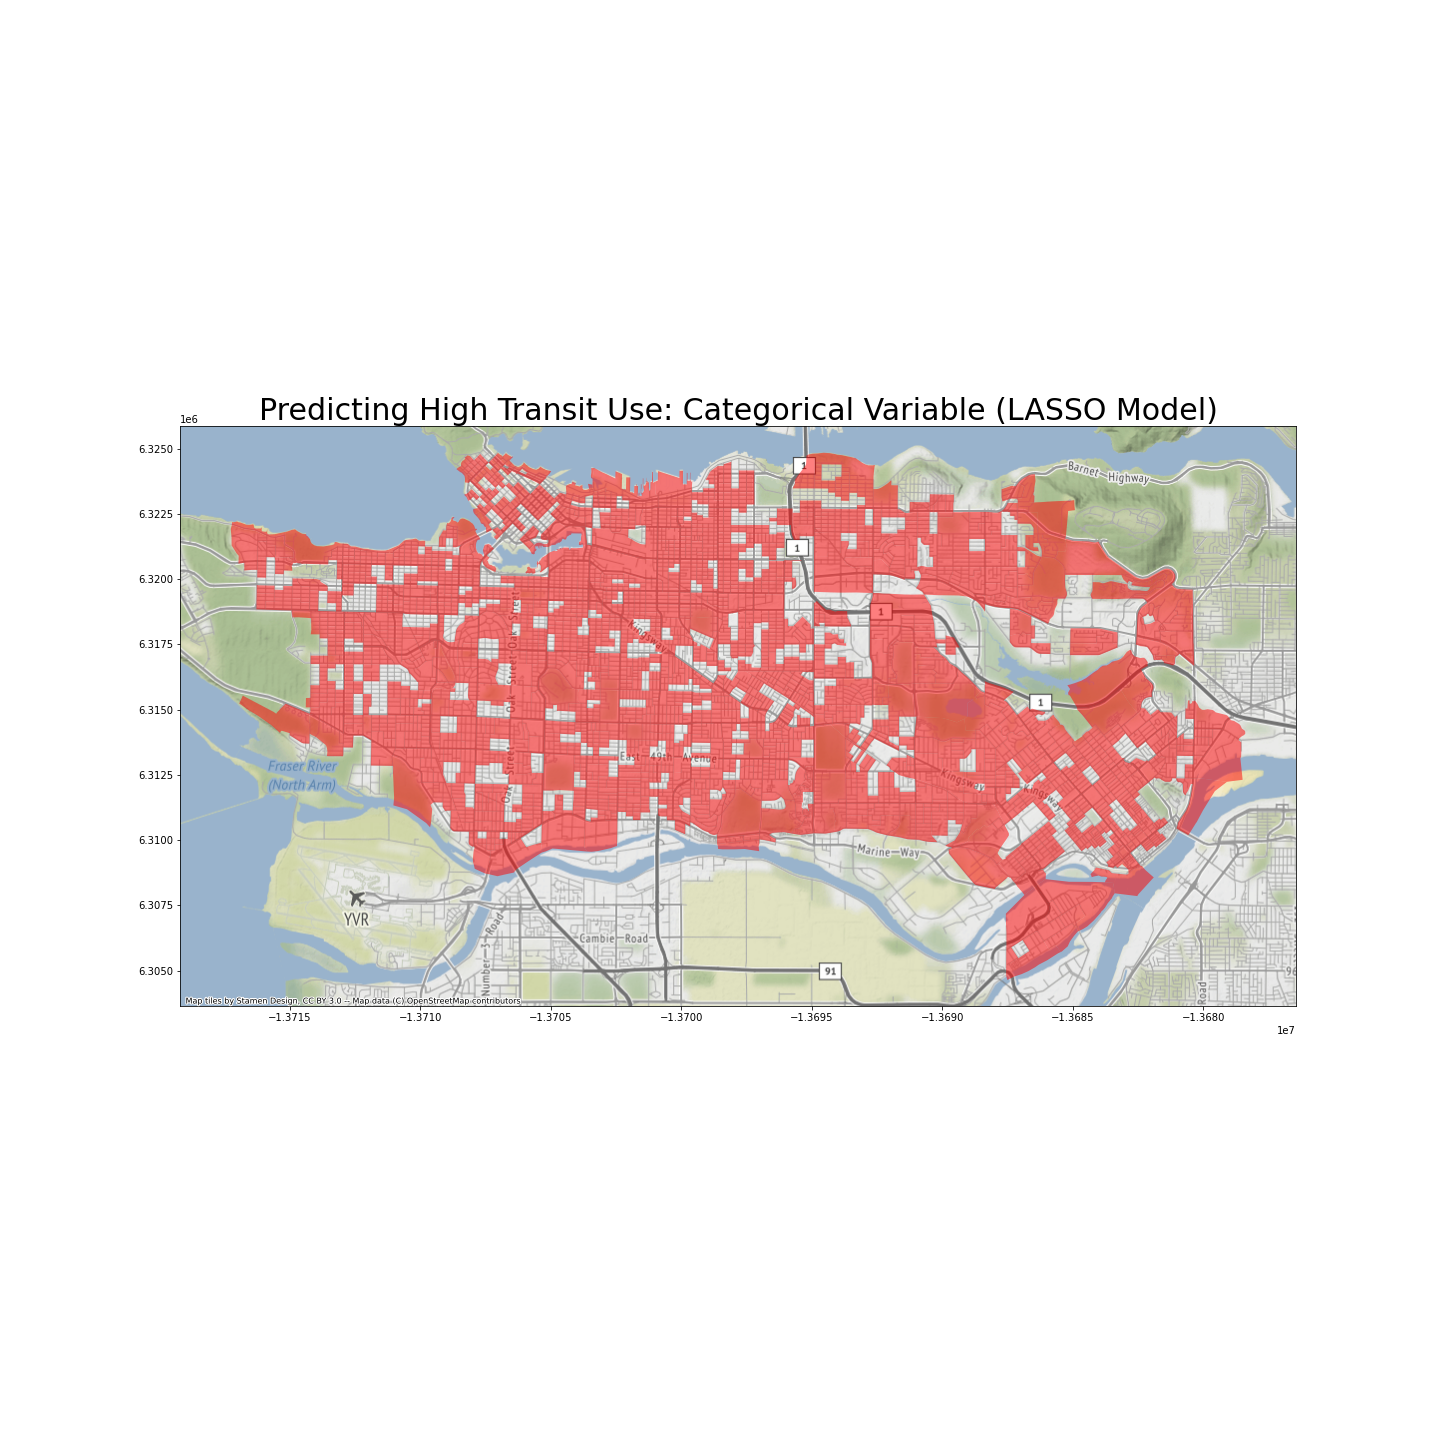 Predicting High Transit Use: Categorical Variable (LASSO Model)
1e6
6.3250
6.3225
6.3200
6.3175
6.3150
6.3125
6.3100
6.3075
6.3050
1
Barnet Highway
1
1
Oak Street
Oak Street
Kingsway
1
Oak Street
East 49th Avenue
Fraser River
(North Arm)
Kingsway
Kingsway
Marine Way
YVR
Number 3 Road
Cambie Road
91
Road
Map tiles by Stamen Design, CC BY 3.0 -- Map data (C) OpenStreetMap contributors
−1.3715
−1.3710
−1.3705
−1.3700
−1.3695
−1.3690
−1.3685
−1.3680
1e7